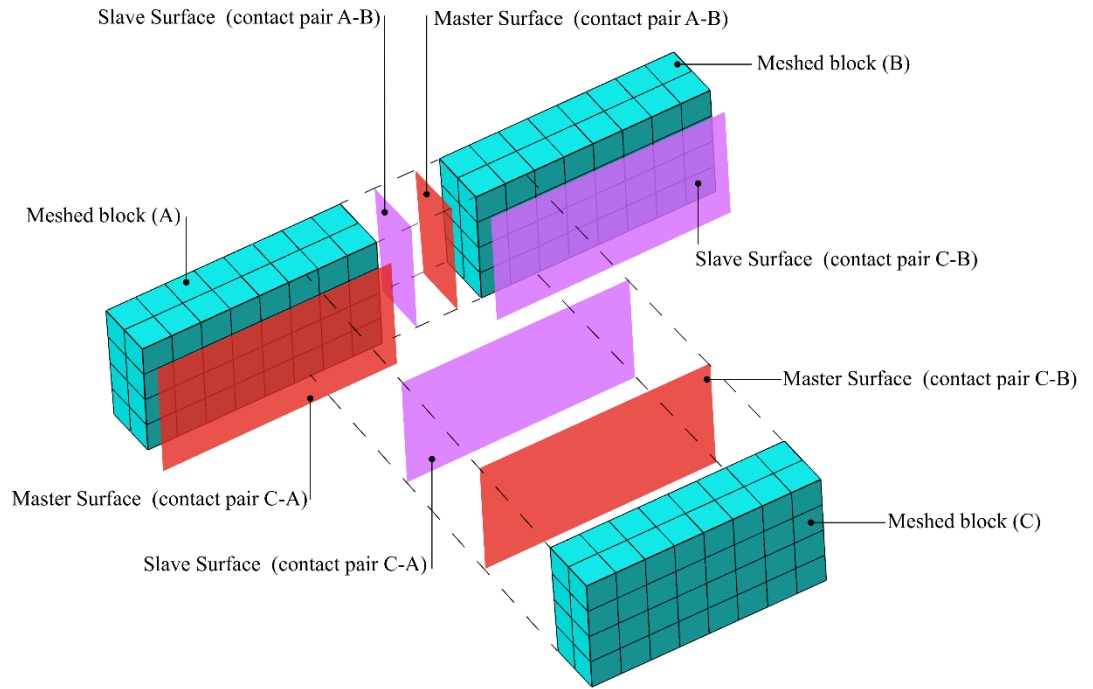 Slave Surface (contact pair A-B)
Master Surface (contact pair A-B)
Meshed block (B)
Meshed block (A)
Slave Surface (contact pair C-B)
Master Surface (contact pair C-B)
Master Surface (contact pair C-A)
Meshed block (C)
Slave Surface (contact pair C-A)